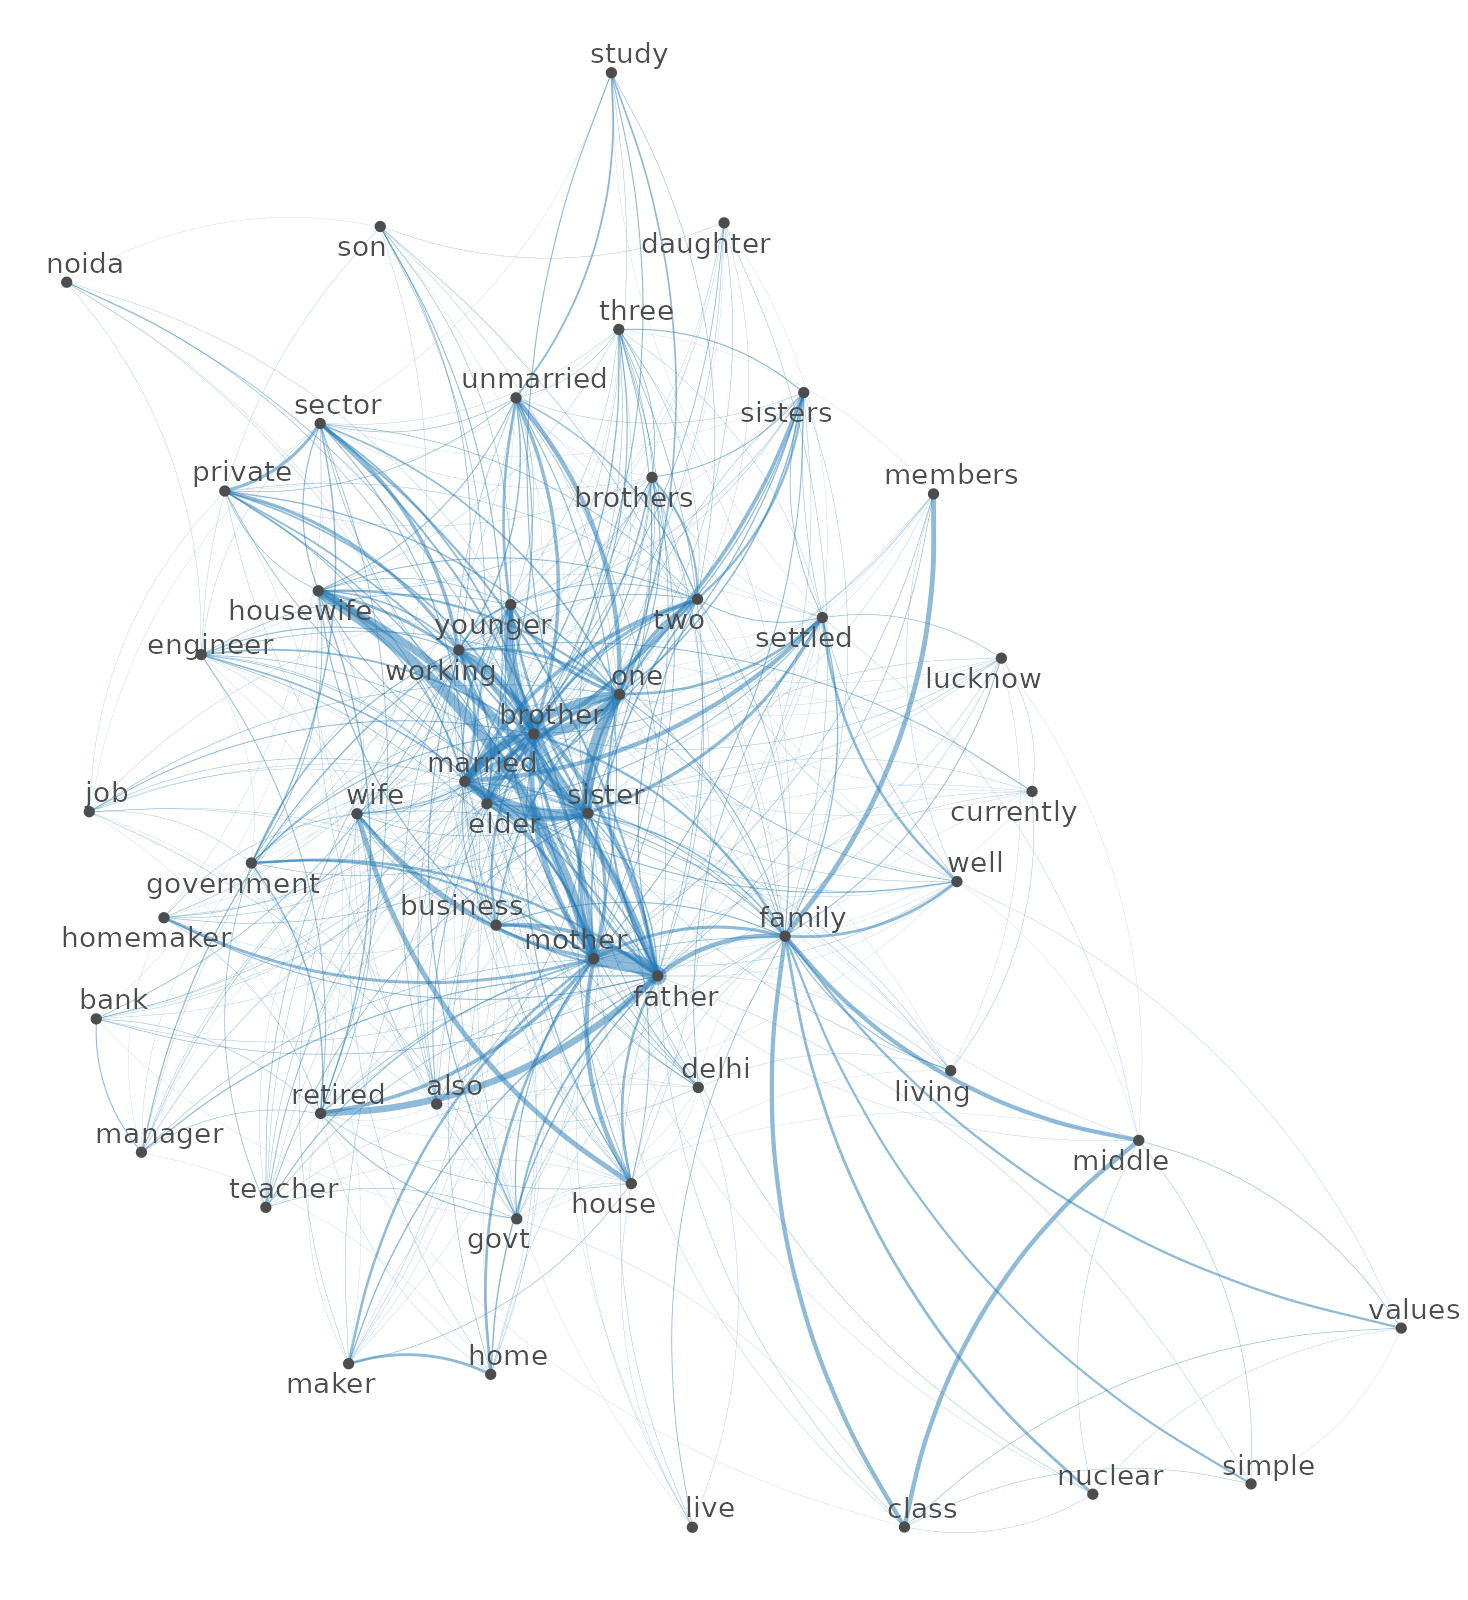 study
son
daughter
noida
three
unmarried
sector
sisters
private
members
brothers
housewife
younger
two
settled
engineer
working
one
lucknow
brother
married
job
wife
sister
currently
elder
well
government
business
family
homemaker
mother
bank
father
delhi
also
retired
living
manager
middle
teacher
house
govt
values
home
maker
simple
nuclear
live
class